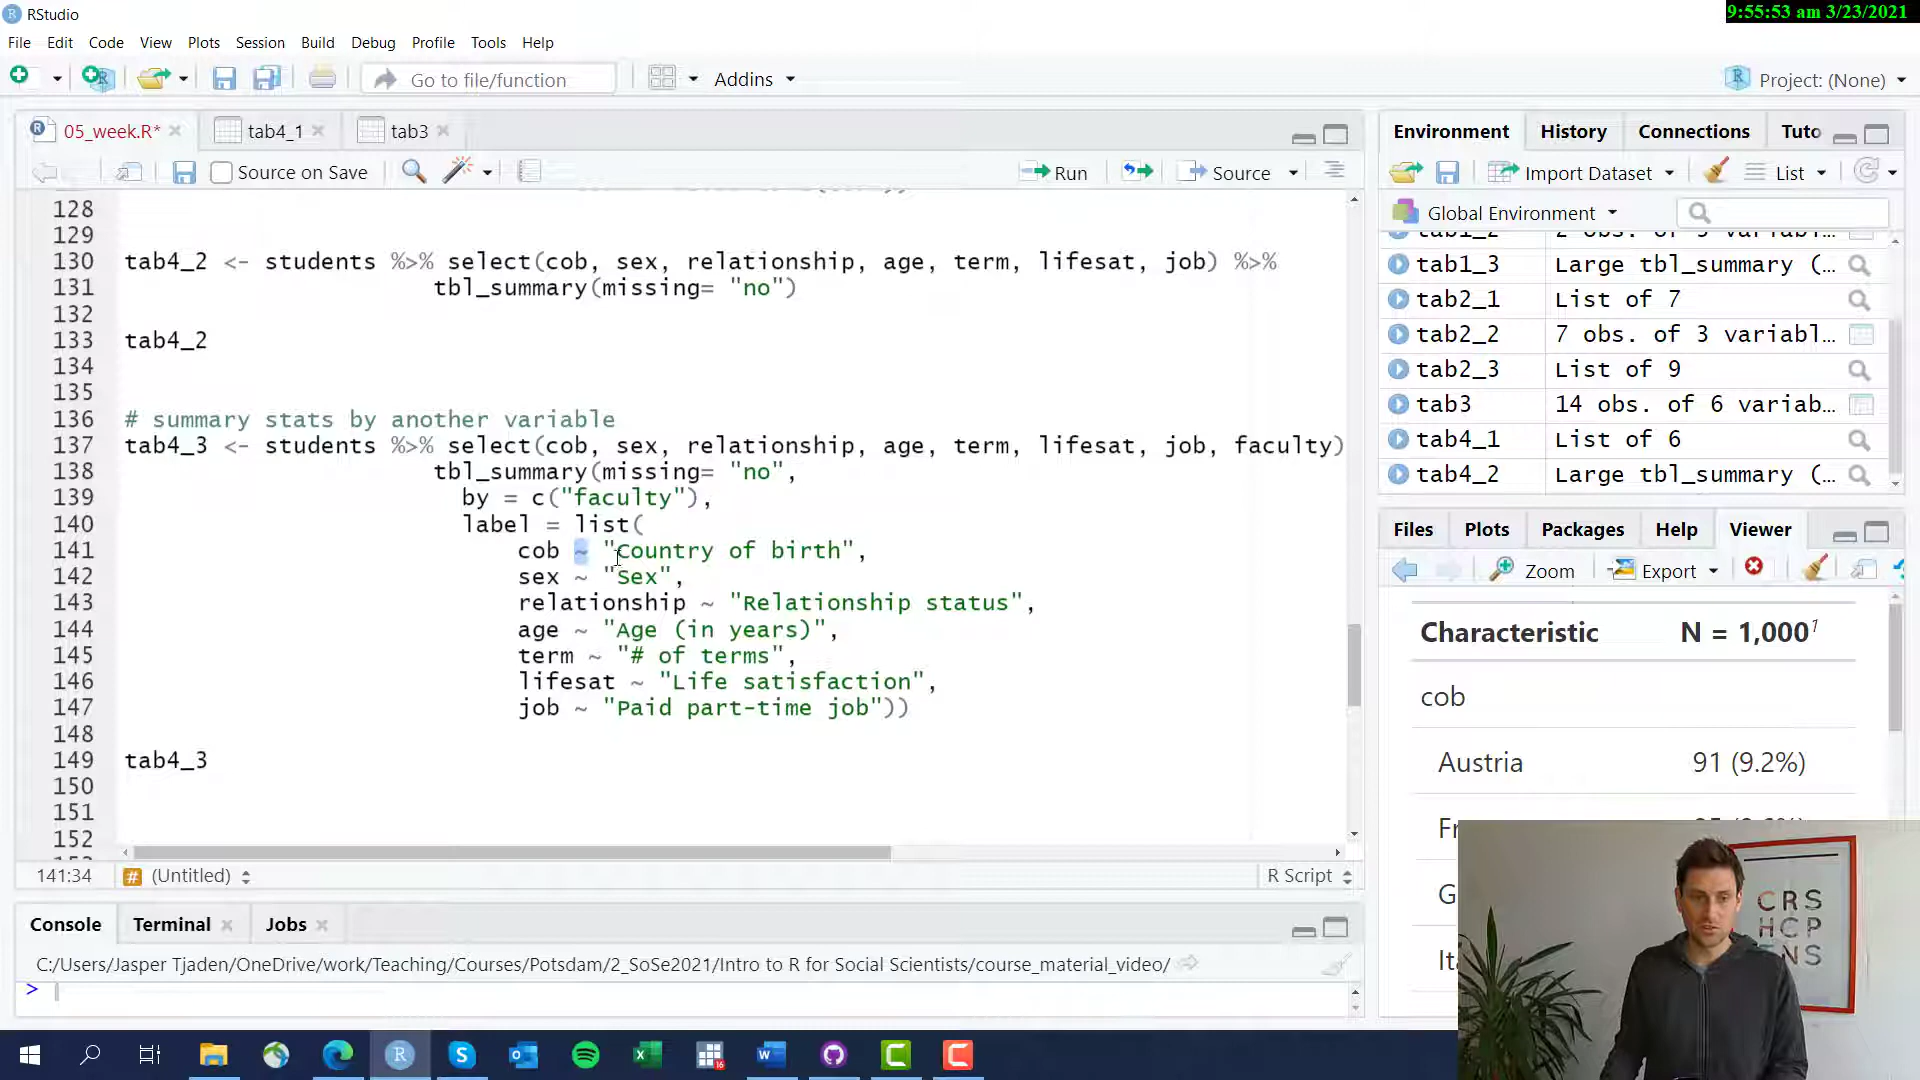 RStudio
9:55:53 am 3/23/2021
File Edit Code View Plots Session Build Debug Profile Tools Help
Go to file/function
Addins
Project: (None)
05_week.R*
tab4_1
tab3
Source on Save
Run
Source
128
129
130 tab4_2 <- students %>% select(cob, sex, relationship, age, term, lifesat, job) %>%
131 tbl_summary(missing= "no")
132
133 tab4_2
134
135
136 # summary stats by another variable
137 tab4_3 <- students %>% select(cob, sex, relationship, age, term, lifesat, job, faculty)
138 tbl_summary(missing= "no",
139 by = c("faculty"),
140 label = list(
141 cob ~ "Country of birth",
142 sex ~ "Sex",
143 relationship ~ "Relationship status",
144 age ~ "Age (in years)",
145 term ~ "# of terms",
146 lifesat ~ "Life satisfaction",
147 job ~ "Paid part-time job"))
148
149 tab4_3
150
151
152
141:34
(Untitled)
R Script
Console
Terminal
Jobs
C:/Users/Jasper Tjaden/OneDrive/work/Teaching/Courses/Potsdam/2_SoSe2021/Intro to R for Social Scientists/course_material_video/
>
Environment History Connections Tuto
Import Dataset
List
Global Environment
tab1_3 Large tbl_summary (…
tab2_1 List of 7
tab2_2 7 obs. of 3 variabl…
tab2_3 List of 9
tab3 14 obs. of 6 variab…
tab4_1 List of 6
tab4_2 Large tbl_summary (…
Files Plots Packages Help Viewer
Zoom
Export
Characteristic N = 1,000¹
cob
Austria 91 (9.2%)
Fr
G
It
CRS
HCP
ENS
16